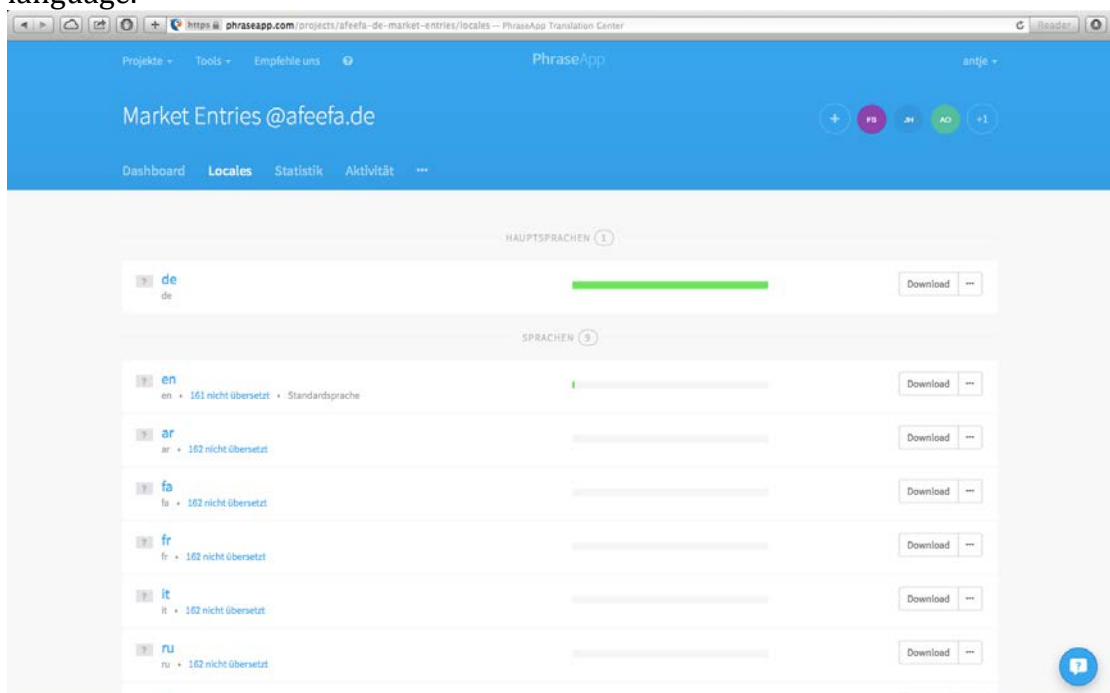 language.
https phraseapp.com/projects/afeefa-de-market-entries/locales — PhraseApp Translation Center
Reader
Projekte Tools Empfehle uns ?
PhraseApp
antje
Market Entries @afeefa.de
+ FS JH AO +1
Dashboard Locales Statistik Aktivität ···
HAUPTSPRACHEN 1
? de
Download ···
de
SPRACHEN 9
? en
Download ···
en • 161 nicht übersetzt • Standardsprache
? ar
Download ···
ar • 162 nicht übersetzt
? fa
Download ···
fa • 162 nicht übersetzt
? fr
Download ···
fr • 162 nicht übersetzt
? it
Download ···
it • 162 nicht übersetzt
? ru
Download ···
ru • 162 nicht übersetzt